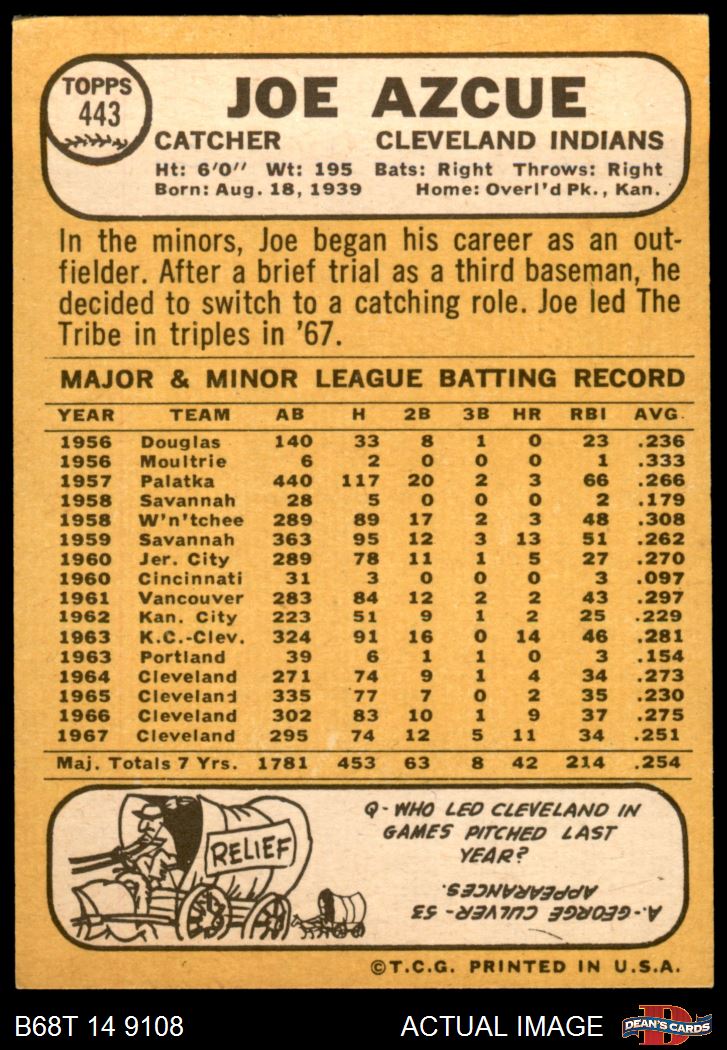 TOPPS
443
JOE AZCUE
CATCHER CLEVELAND INDIANS
Ht: 6'0" Wt: 195 Bats: Right Throws: Right
Born: Aug. 18, 1939 Home: Overl'd Pk., Kan.
In the minors, Joe began his career as an out-
fielder. After a brief trial as a third baseman, he
decided to switch to a catching role. Joe led The
Tribe in triples in '67.
MAJOR & MINOR LEAGUE BATTING RECORD
YEAR TEAM AB H 2B 3B HR RBI AVG.
1956 Douglas 140 33 8 1 0 23 .236
1956 Moultrie 6 2 0 0 0 1 .333
1957 Palatka 440 117 20 2 3 66 .266
1958 Savannah 28 5 0 0 0 2 .179
1958 W'n'tchee 289 89 17 2 3 48 .308
1959 Savannah 363 95 12 3 13 51 .262
1960 Jer. City 289 78 11 1 5 27 .270
1960 Cincinnati 31 3 0 0 0 3 .097
1961 Vancouver 283 84 12 2 2 43 .297
1962 Kan. City 223 51 9 1 2 25 .229
1963 K.C.-Clev. 324 91 16 0 14 46 .281
1963 Portland 39 6 1 1 0 3 .154
1964 Cleveland 271 74 9 1 4 34 .273
1965 Cleveland 335 77 7 0 2 35 .230
1966 Cleveland 302 83 10 1 9 37 .275
1967 Cleveland 295 74 12 5 11 34 .251
Maj. Totals 7 Yrs. 1781 453 63 8 42 214 .254
RELIEF
Q- WHO LED CLEVELAND IN
GAMES PITCHED LAST
YEAR?
A- GEORGE CULVER - 53
APPEARANCES.
©T.C.G. PRINTED IN U.S.A.
B68T 14 9108 ACTUAL IMAGE
D
DEAN'S CARDS